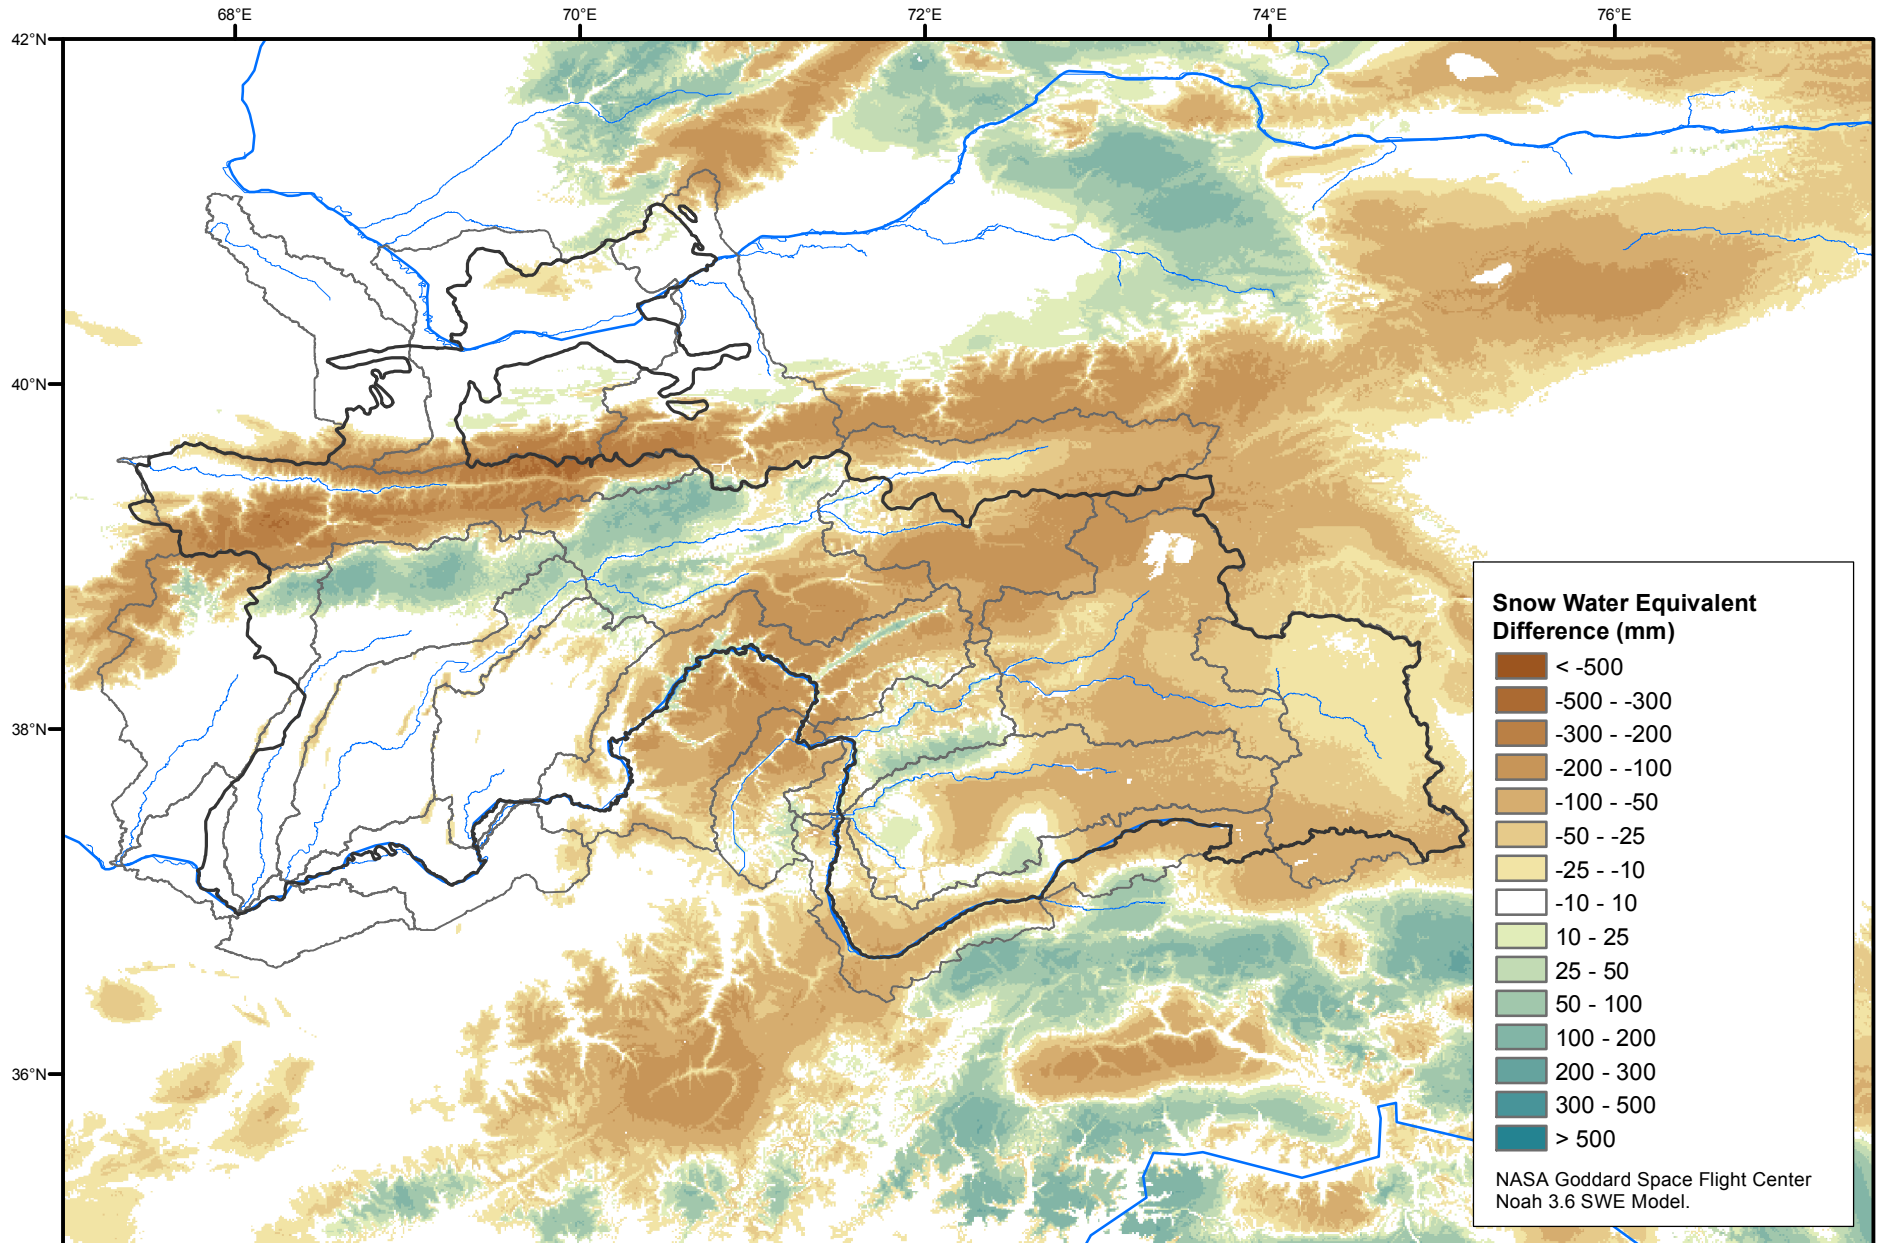 68°E 70°E 72°E 74°E 76°E
42°N
40°N
38°N
36°N
Snow Water Equivalent
Difference (mm)
< -500
-500 - -300
-300 - -200
-200 - -100
-100 - -50
-50 - -25
-25 - -10
-10 - 10
10 - 25
25 - 50
50 - 100
100 - 200
200 - 300
300 - 500
> 500
NASA Goddard Space Flight Center
Noah 3.6 SWE Model.